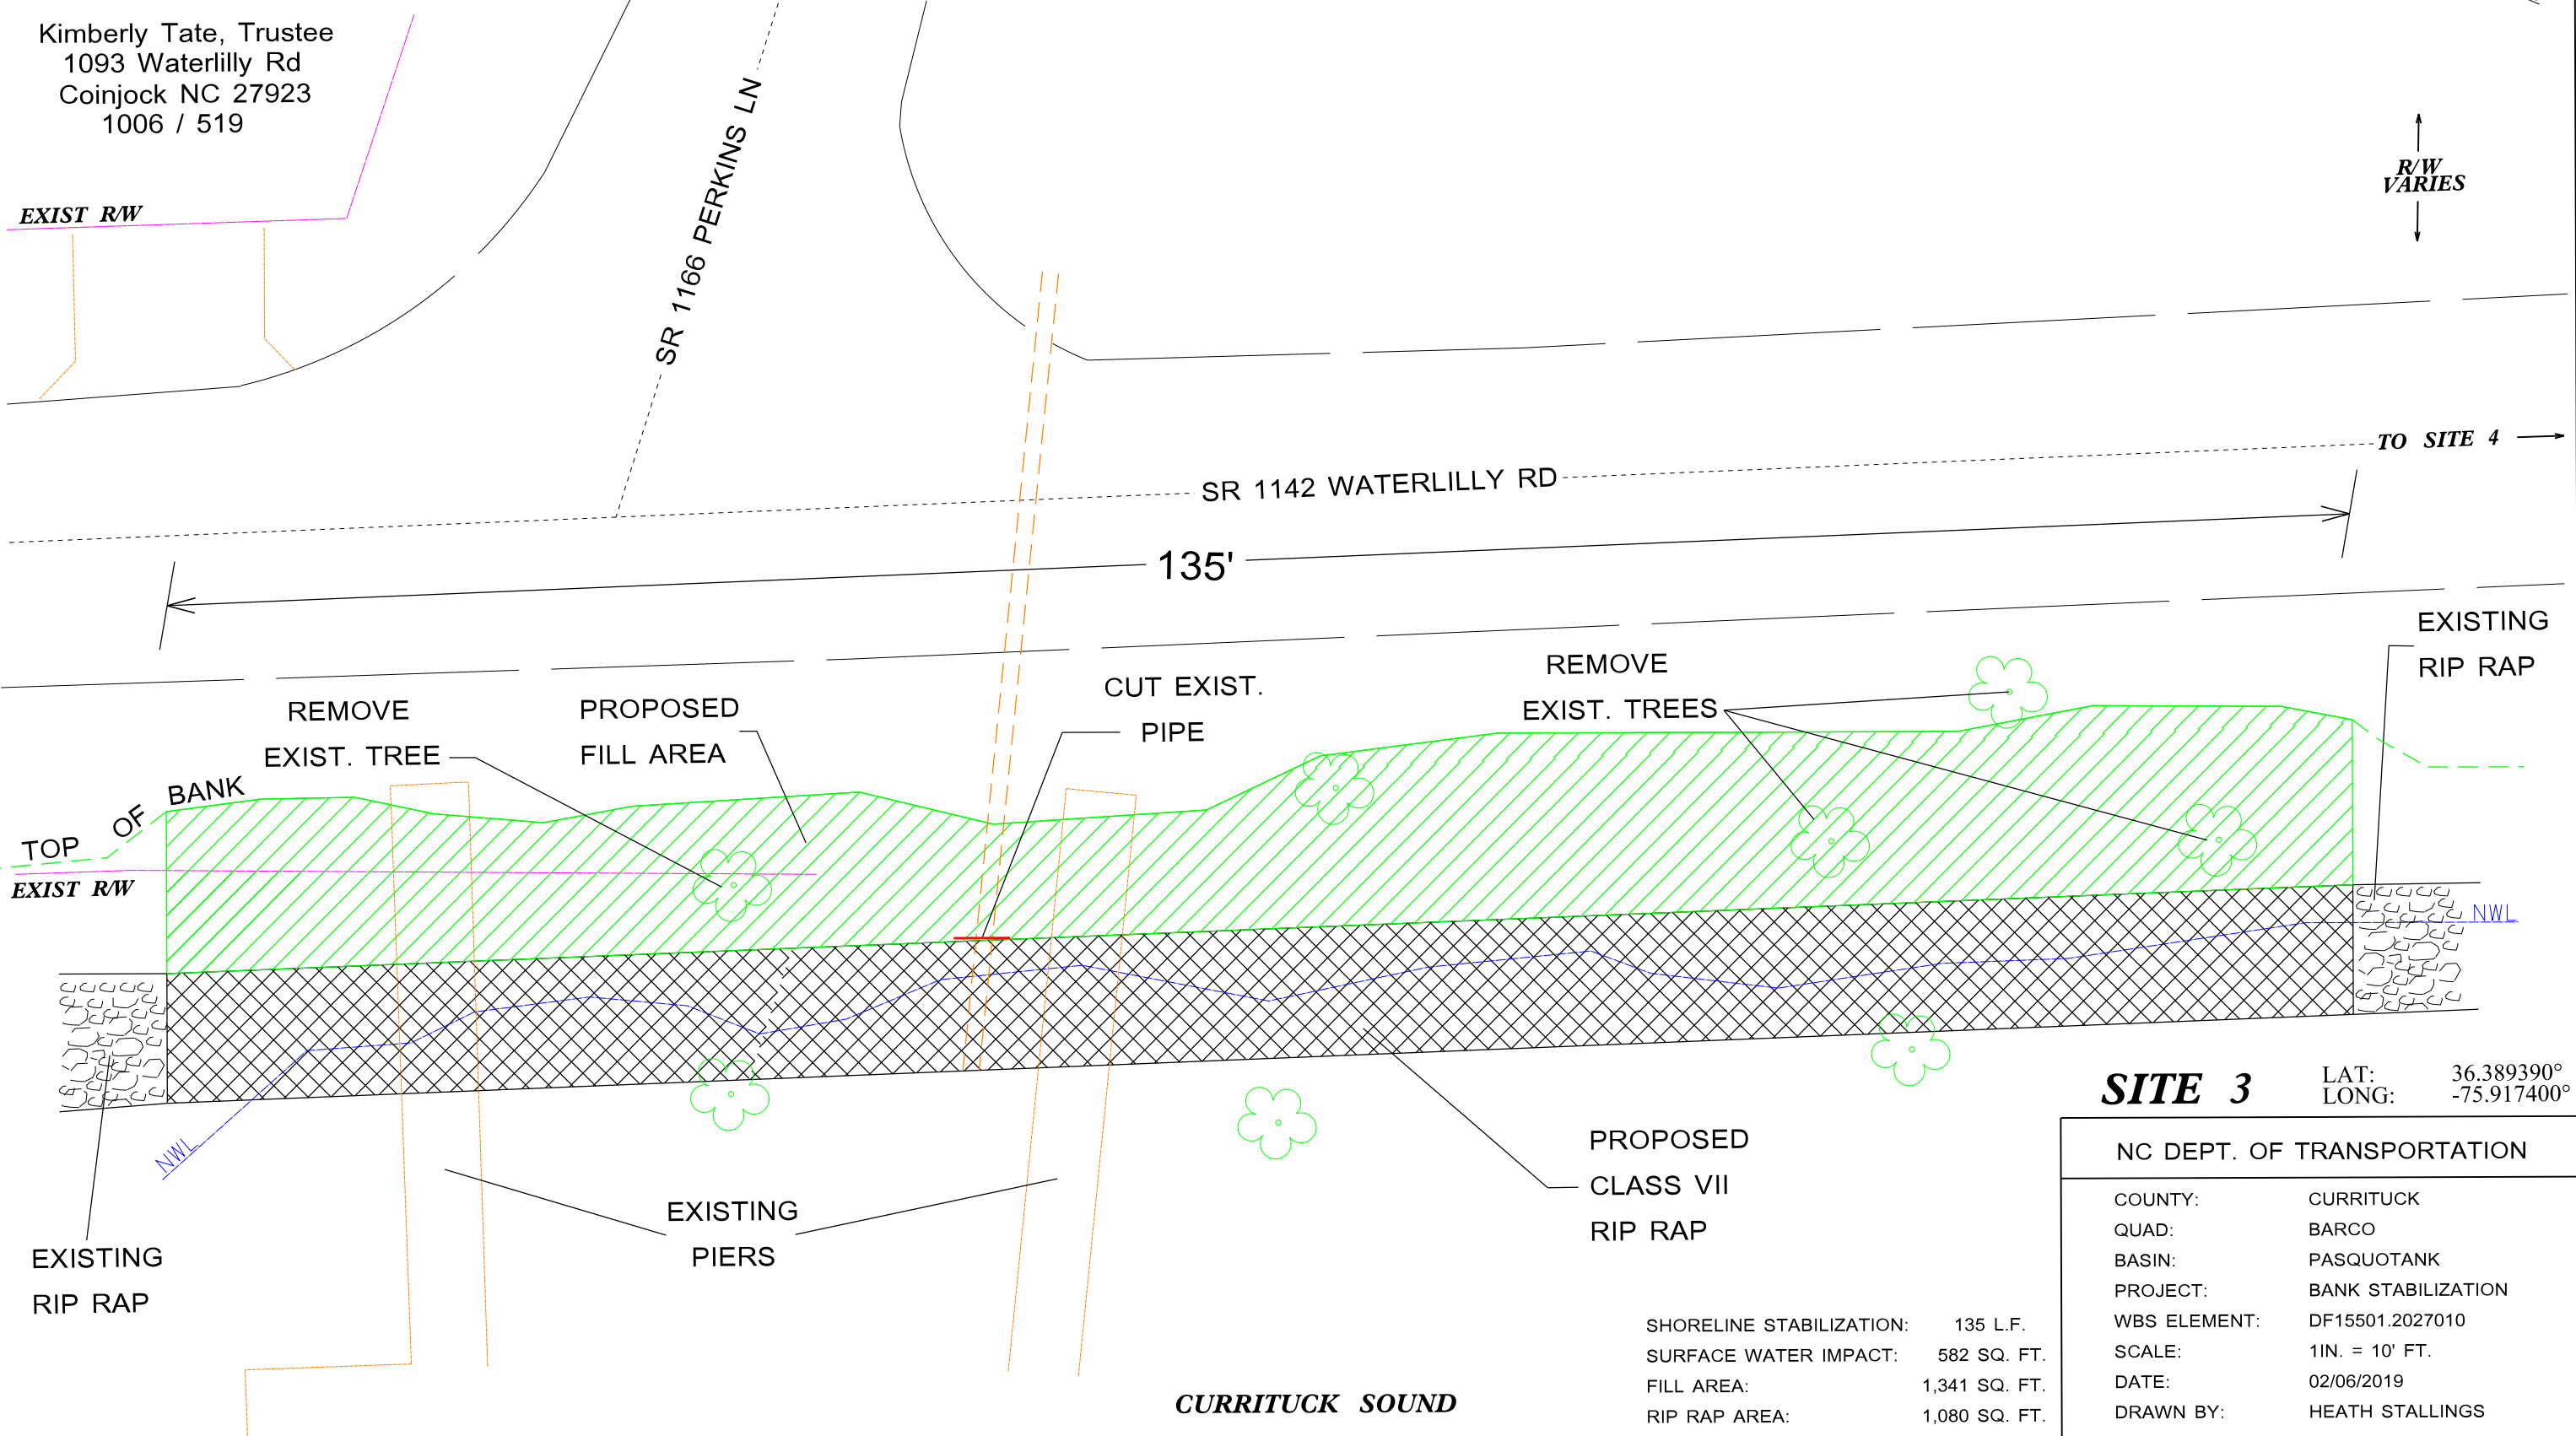 Kimberly Tate, Trustee
1093 Waterlilly Rd
Coinjock NC 27923
1006 / 519
EXIST R/W
SR 1166 PERKINS LN
R/W
VARIES
TO SITE 4
SR 1142 WATERLILLY RD
135'
EXISTING
RIP RAP
REMOVE
EXIST. TREE
PROPOSED
FILL AREA
CUT EXIST.
PIPE
REMOVE
EXIST. TREES
TOP OF BANK
EXIST R/W
NWL
NWL
EXISTING
RIP RAP
EXISTING
PIERS
PROPOSED
CLASS VII
RIP RAP
CURRITUCK SOUND
SHORELINE STABILIZATION: 135 L.F.
SURFACE WATER IMPACT: 582 SQ. FT.
FILL AREA: 1,341 SQ. FT.
RIP RAP AREA: 1,080 SQ. FT.
SITE 3
LAT: 36.389390°
LONG: -75.917400°
NC DEPT. OF TRANSPORTATION
COUNTY: CURRITUCK
QUAD: BARCO
BASIN: PASQUOTANK
PROJECT: BANK STABILIZATION
WBS ELEMENT: DF15501.2027010
SCALE: 1IN. = 10' FT.
DATE: 02/06/2019
DRAWN BY: HEATH STALLINGS